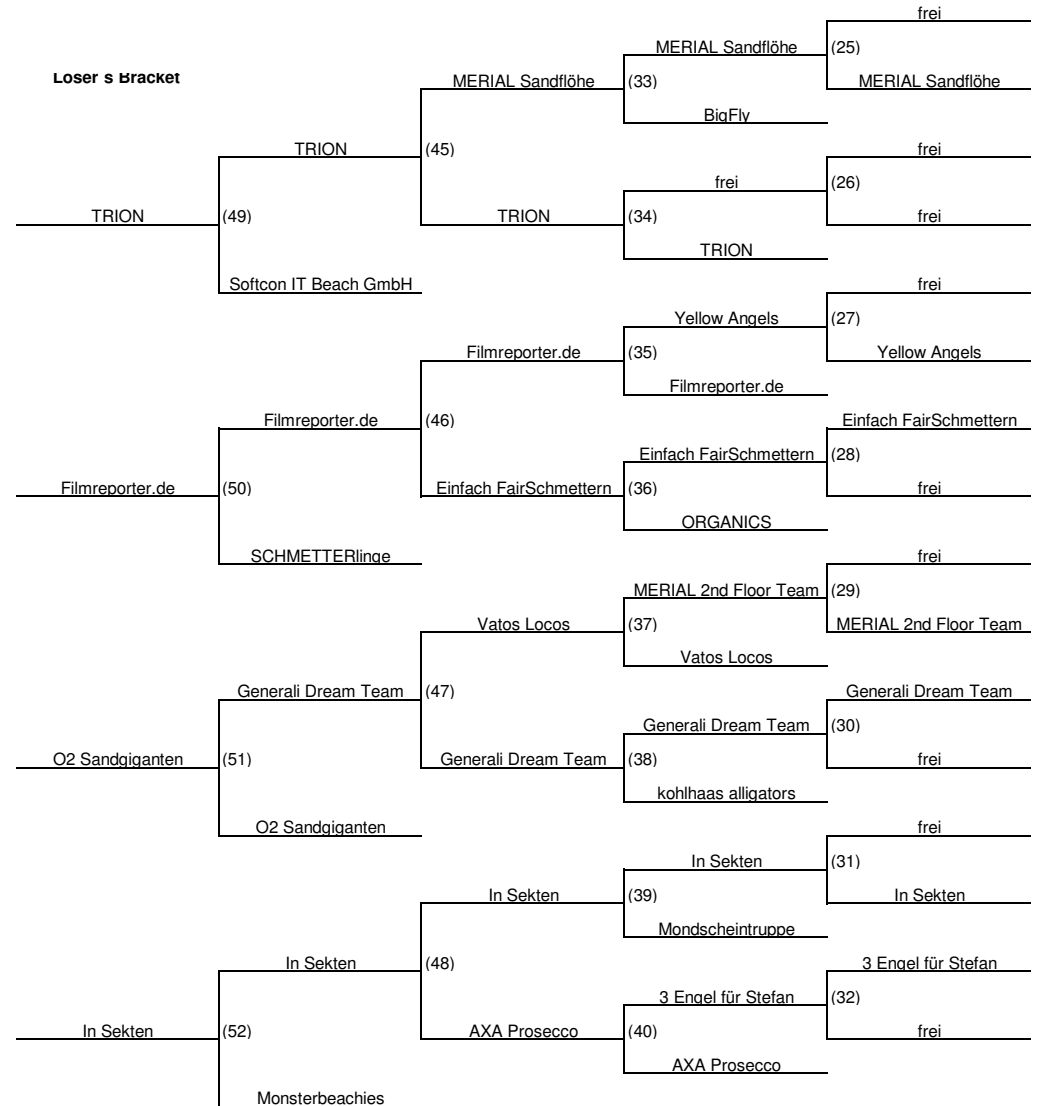 frei
MERIAL Sandflöhe (25)
Loser s Bracket MERIAL Sandflöhe (33) MERIAL Sandflöhe
BigFly
TRION (45) frei
frei (26)
TRION (49) TRION (34) frei
TRION
Softcon IT Beach GmbH frei
Yellow Angels (27)
Filmreporter.de (35) Yellow Angels
Filmreporter.de
Filmreporter.de (46) Einfach FairSchmettern
Einfach FairSchmettern (28)
Filmreporter.de (50) Einfach FairSchmettern (36) frei
ORGANICS
SCHMETTERlinge frei
MERIAL 2nd Floor Team (29)
Vatos Locos (37) MERIAL 2nd Floor Team
Vatos Locos
Generali Dream Team (47) Generali Dream Team
Generali Dream Team (30)
O2 Sandgiganten (51) Generali Dream Team (38) frei
kohlhaas alligators
O2 Sandgiganten frei
In Sekten (31)
In Sekten (39) In Sekten
Mondscheintruppe
In Sekten (48) 3 Engel für Stefan
3 Engel für Stefan (32)
In Sekten (52) AXA Prosecco (40) frei
AXA Prosecco
Monsterbeachies